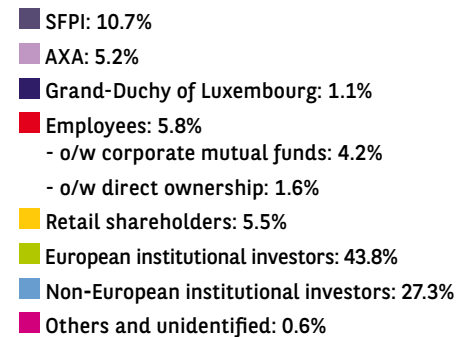 SFPI: 10.7%
AXA: 5.2%
Grand-Duchy of Luxembourg: 1.1%
Employees: 5.8%
- o/w corporate mutual funds: 4.2%
- o/w direct ownership: 1.6%
Retail shareholders: 5.5%
European institutional investors: 43.8%
Non-European institutional investors: 27.3%
Others and unidentified: 0.6%